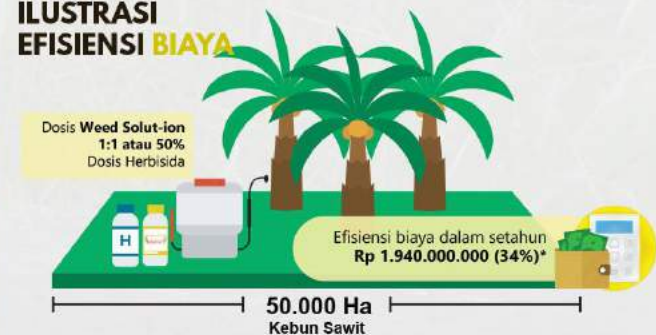 ILUSTRASI
EFISIENSI BIAYA
Dosis Weed Solut-ion
1:1 atau 50%
Dosis Herbisida
H
Efisiensi biaya dalam setahun
Rp 1.940.000.000 (34%)*
50.000 Ha
Kebun Sawit